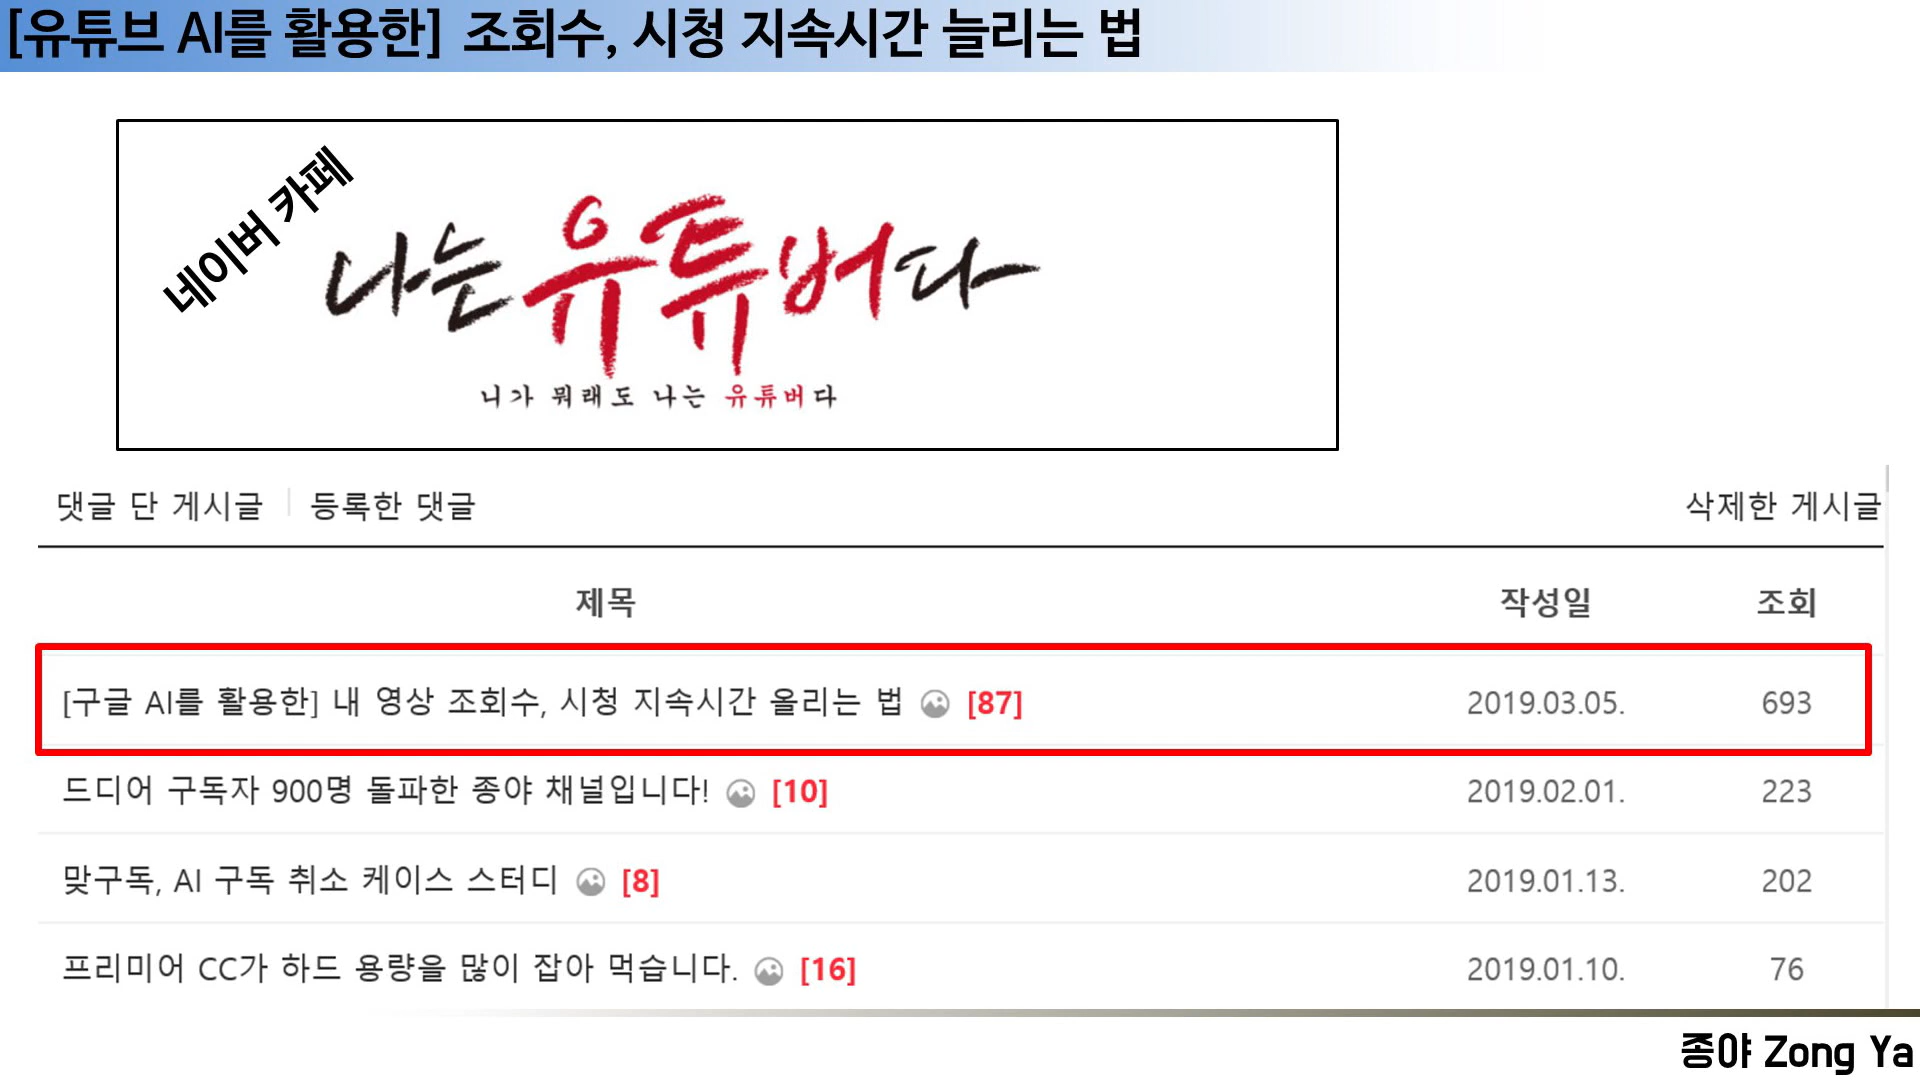 [유튜브 AI를 활용한] 조회수, 시청 지속시간 늘리는 법
네이버 카페
나는유튜버다
니가 뭐래도 나는 유튜버다
댓글 단 게시글 등록한 댓글 삭제한 게시글
제목 작성일 조회
[구글 AI를 활용한] 내 영상 조회수, 시청 지속시간 올리는 법 [87] 2019.03.05. 693
드디어 구독자 900명 돌파한 종야 채널입니다! [10] 2019.02.01. 223
맞구독, AI 구독 취소 케이스 스터디 [8] 2019.01.13. 202
프리미어 CC가 하드 용량을 많이 잡아 먹습니다. [16] 2019.01.10. 76
종야 Zong Ya